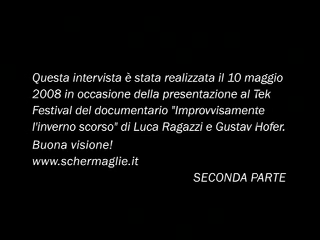 Questa intervista è stata realizzata il 10 maggio
2008 in occasione della presentazione al Tek
Festival del documentario "Improvvisamente
l'inverno scorso" di Luca Ragazzi e Gustav Hofer.
Buona visione!
www.schermaglie.it
SECONDA PARTE